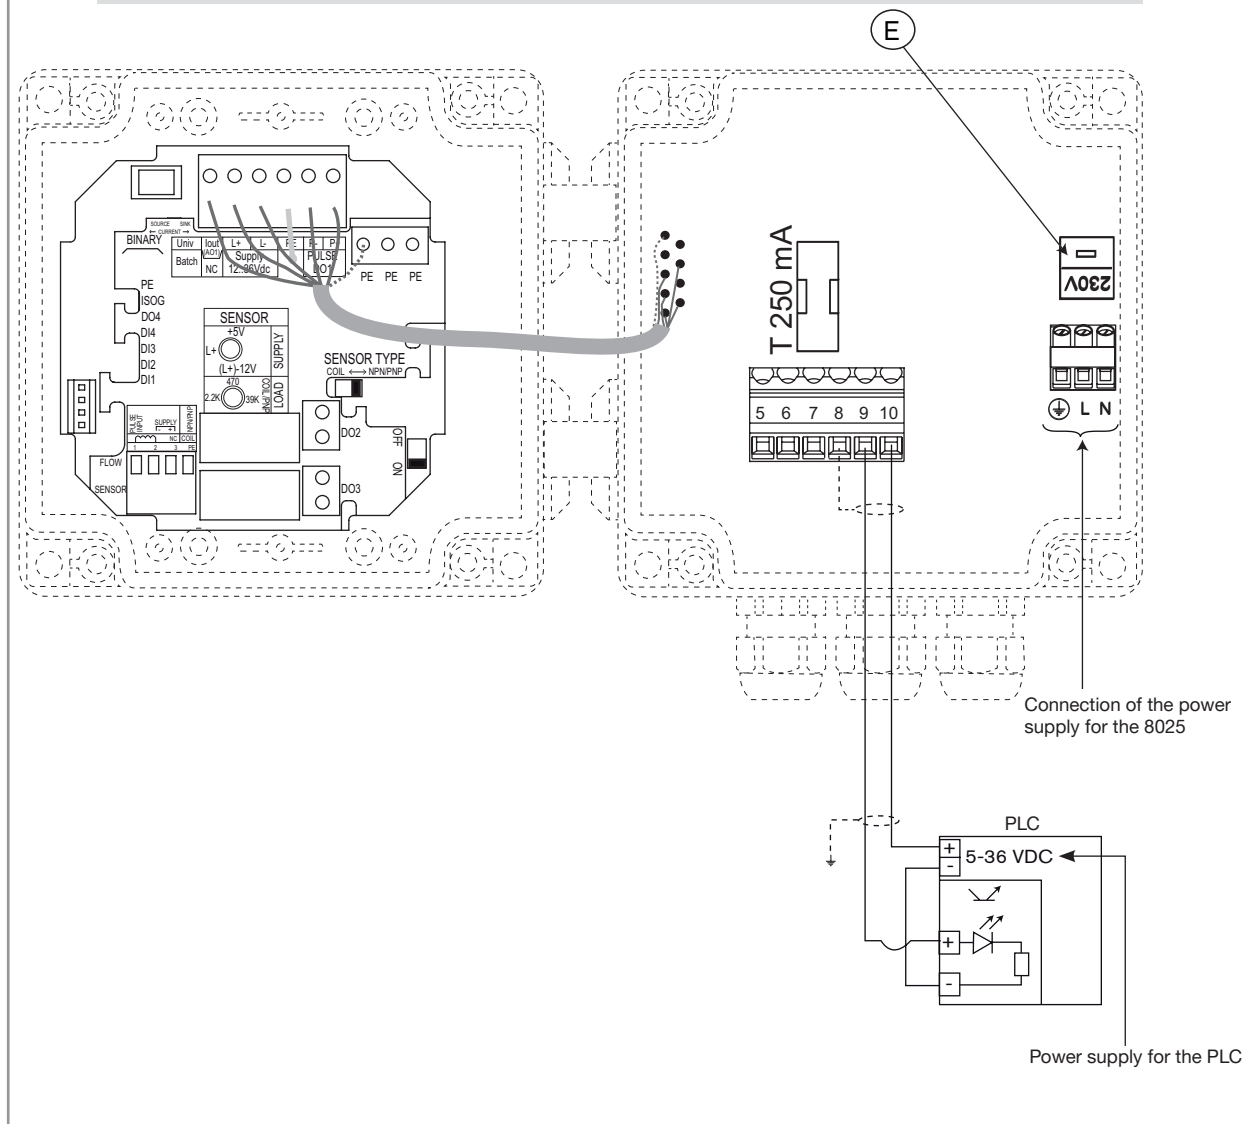 E
SOURCE SINK
← CURRENT →
BINARY
Univ Iout L+ L- PE P- P
(AO1)
Batch NC Supply PULSE
12..36Vdc DO1
PE PE PE
PE
ISOG
DO4
DI4
DI3
DI2
DI1
SENSOR
+5V
L+
(L+)-12V
SUPPLY
470
2.2K 39K
COIL /PNP
LOAD
SENSOR TYPE
COIL ↔ NPN/PNP
PULSE
INPUT
SUPPLY
- +
NPN/PNP
NC COIL
1 2 3 PE
FLOW
SENSOR
DO2
DO3
OFF
ON
T 250 mA
230V
5 6 7 8 9 10
L N
Connection of the power
supply for the 8025
PLC
+
5-36 VDC
-
+
-
Power supply for the PLC